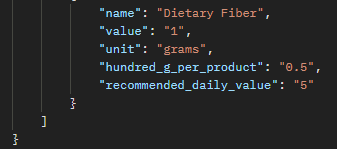 "name": "Dietary Fiber",
"value": "1",
"unit": "grams",
"hundred_g_per_product": "0.5",
"recommended_daily_value": "5"
}
]
}